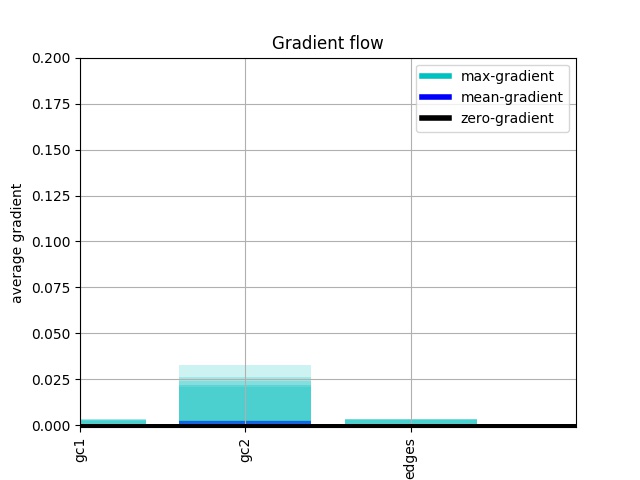 Gradient flow
max-gradient
mean-gradient
zero-gradient
average gradient
0.200
0.175
0.150
0.125
0.100
0.075
0.050
0.025
0.000
gc1
gc2
edges